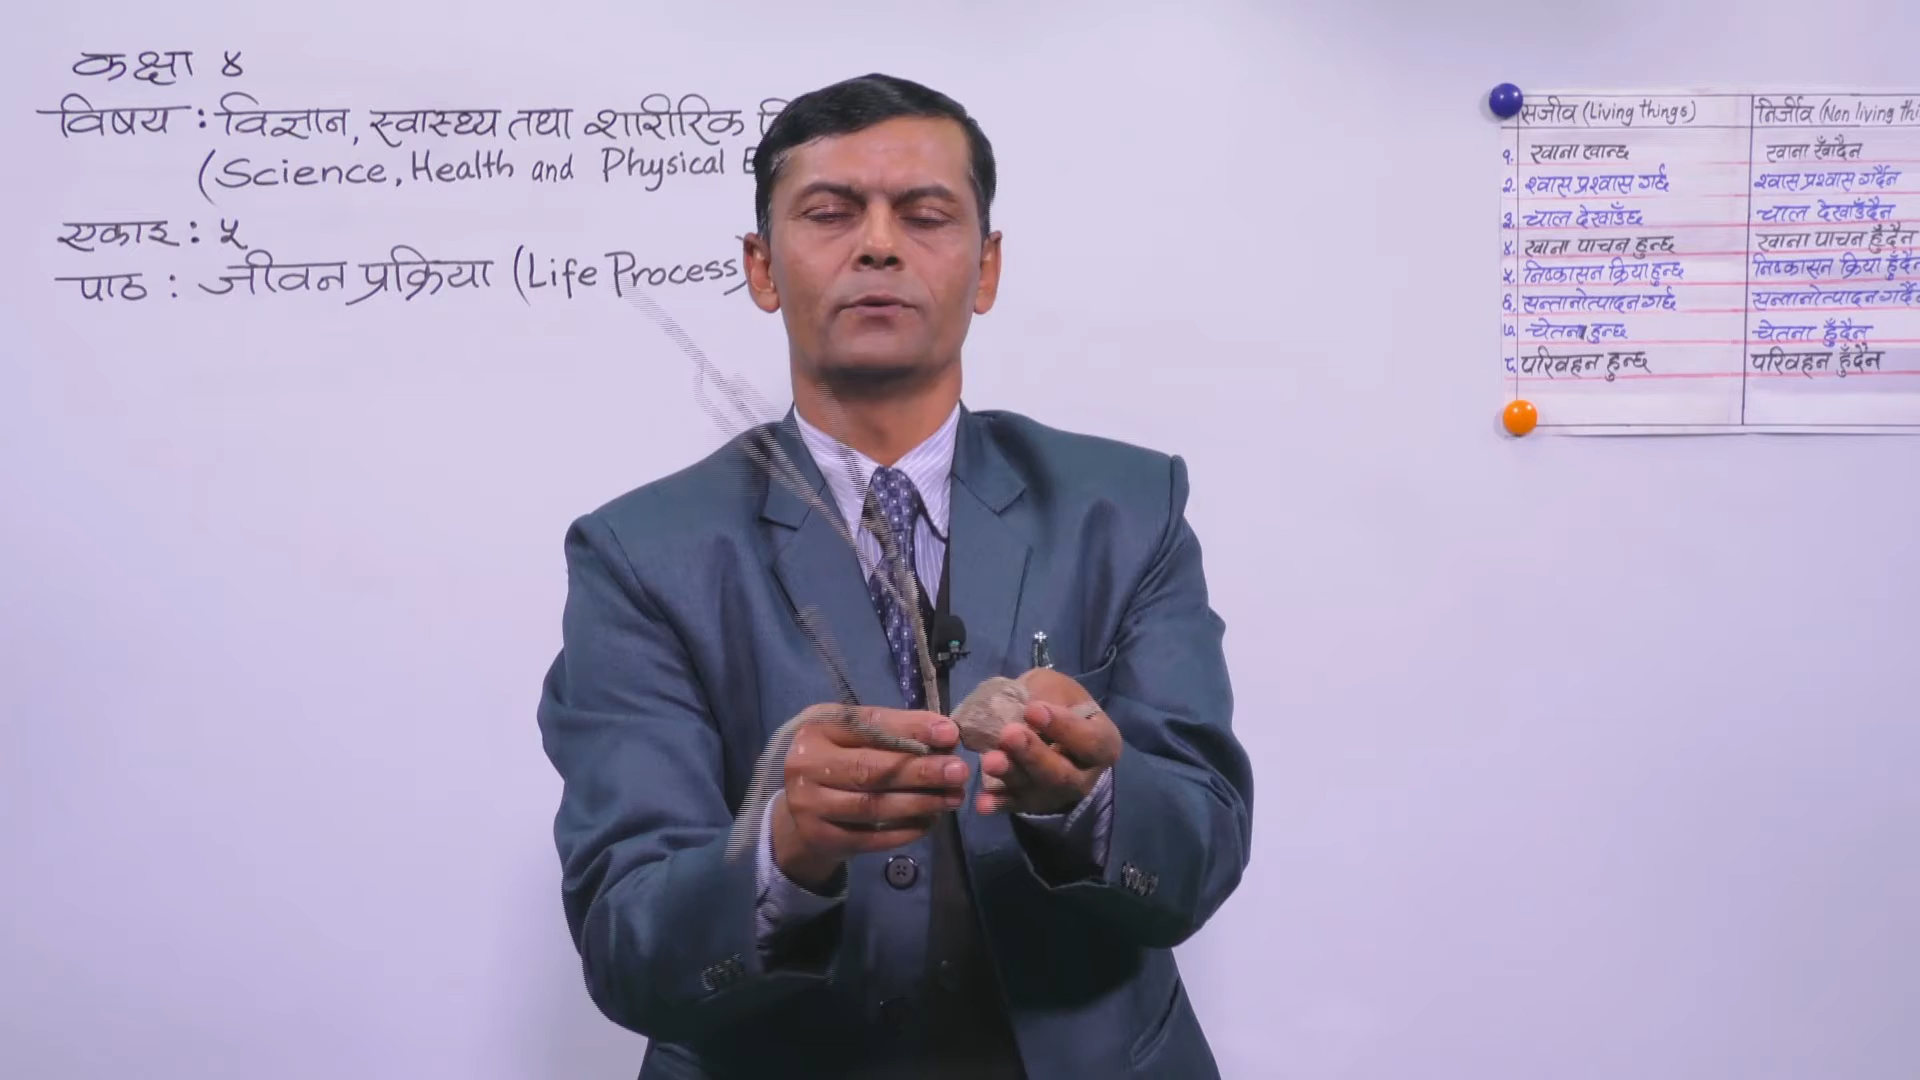 कक्षा ४
विषय : विज्ञान, स्वास्थ्य तथा शारीरिक
(Science, Health and Physical E
एकाइ : ५
पाठ : जीवन प्रक्रिया (Life Process)
सजीव (Living things) निर्जीव (Non living thi
१. खाना खान्छ खाना खाँदैन
२. श्वास प्रश्वास गर्छ श्वास प्रश्वास गर्दैन
३. चाल देखाउँछ चाल देखाउँदैन
४. खाना पाचन हुन्छ खाना पाचन हुँदैन
५. निष्कासन क्रिया हुन्छ निष्कासन क्रिया हुँदैन
६. सन्तानोत्पादन गर्छ सन्तानोत्पादन गर्दै
७. चेतना हुन्छ चेतना हुँदैन
८ परिवहन हुन्छ परिवहन हुँदैन